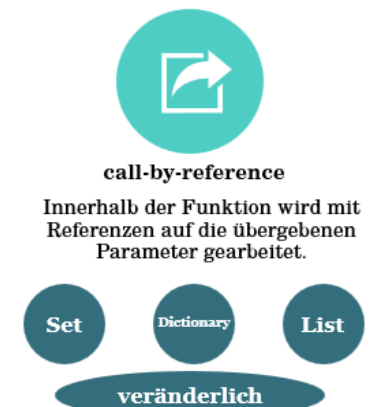 call-by-reference
Innerhalb der Funktion wird mit
Referenzen auf die übergebenen
Parameter gearbeitet.
Set Dictionary List
veränderlich